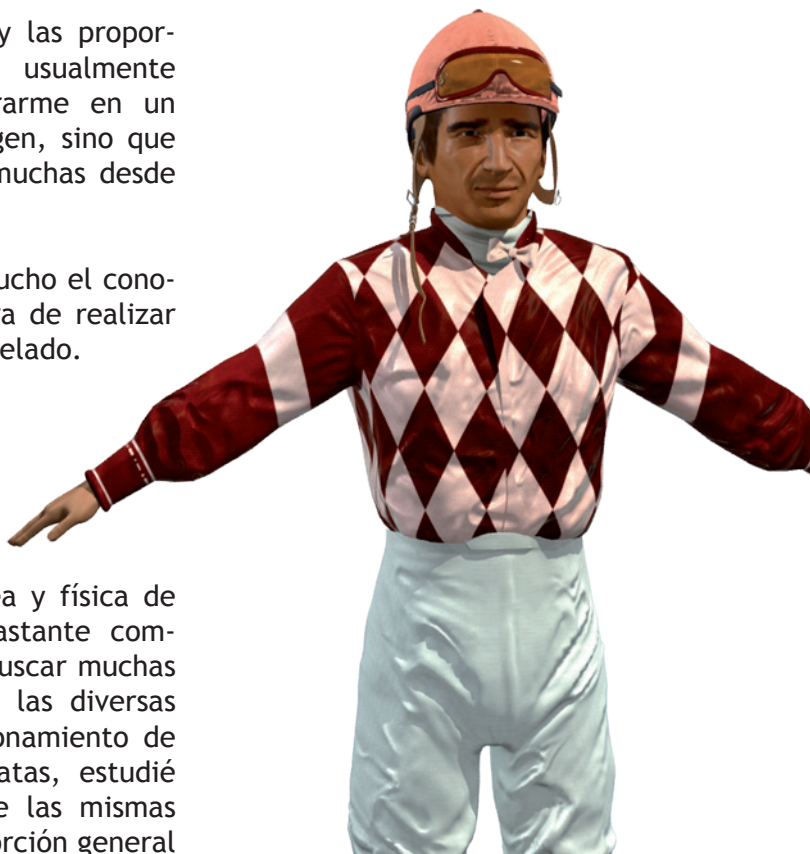 y las propor-
usualmente
rarme en un
gen, sino que
muchas desde
ucho el cono-
a de realizar
elado.
a y física de
astante com-
uscar muchas
las diversas
onamiento de
atas, estudié
e las mismas
orción general